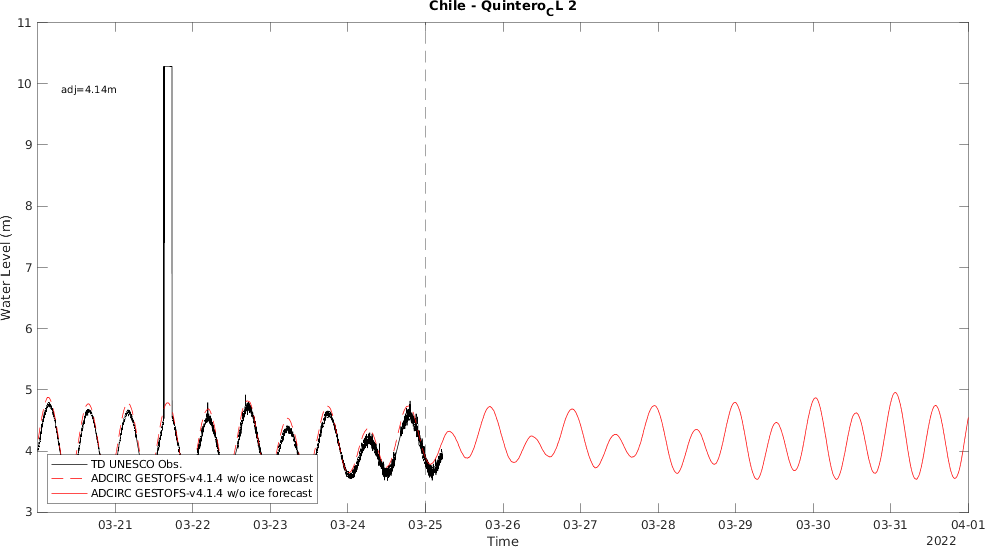 Chile - Quintero_CL 2
adj=4.14m
Water Level (m)
11
10
9
8
7
6
5
4
3
TD UNESCO Obs.
ADCIRC GESTOFS-v4.1.4 w/o ice nowcast
ADCIRC GESTOFS-v4.1.4 w/o ice forecast
03-21 03-22 03-23 03-24 03-25 03-26 03-27 03-28 03-29 03-30 03-31 04-01
Time
2022